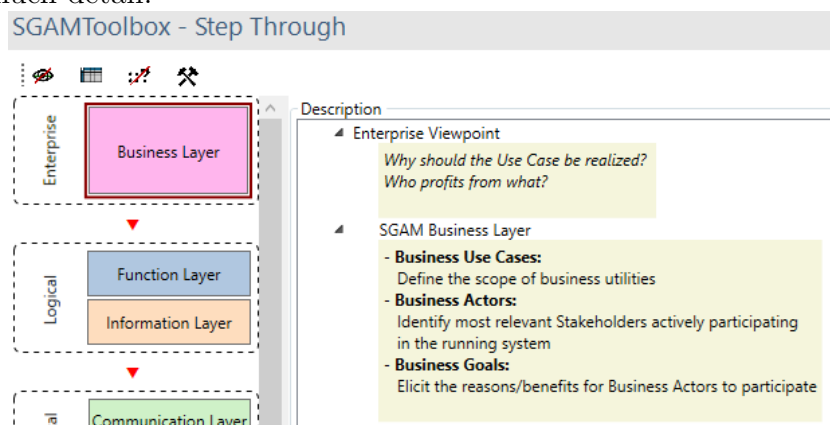 SGAMToolbox - Step Through
Enterprise
Business Layer
Logical
Function Layer
Information Layer
Communication Layer
Description
Enterprise Viewpoint
Why should the Use Case be realized?
Who profits from what?
SGAM Business Layer
- Business Use Cases:
Define the scope of business utilities
- Business Actors:
Identify most relevant Stakeholders actively participating
in the running system
- Business Goals:
Elicit the reasons/benefits for Business Actors to participate